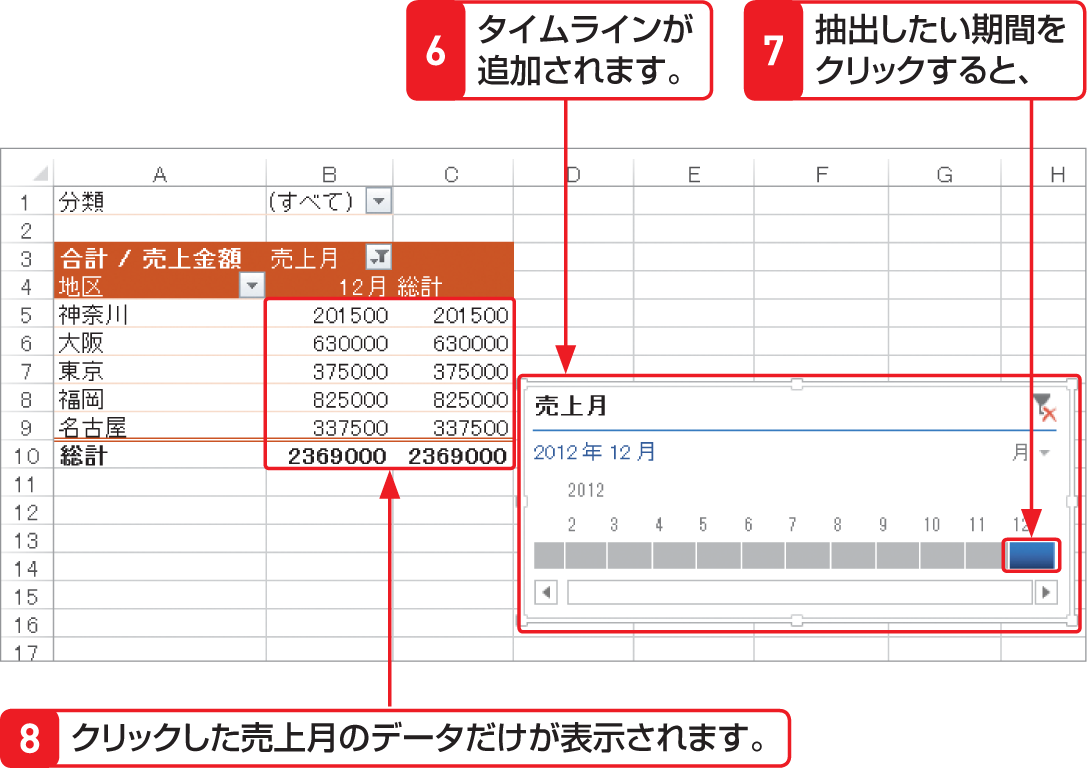 6 タイムラインが
追加されます。
7 抽出したい期間を
クリックすると、
A B C D E F G H
1 分類 (すべて)
2
3 合計 / 売上金額 売上月
4 地区 12月 総計
5 神奈川 201500 201500
6 大阪 630000 630000
7 東京 375000 375000
8 福岡 825000 825000
9 名古屋 337500 337500
10 総計 2369000 2369000
11
12
13
14
15
16
17
売上月
2012 年 12 月 月
2012
2 3 4 5 6 7 8 9 10 11 12
8 クリックした売上月のデータだけが表示されます。